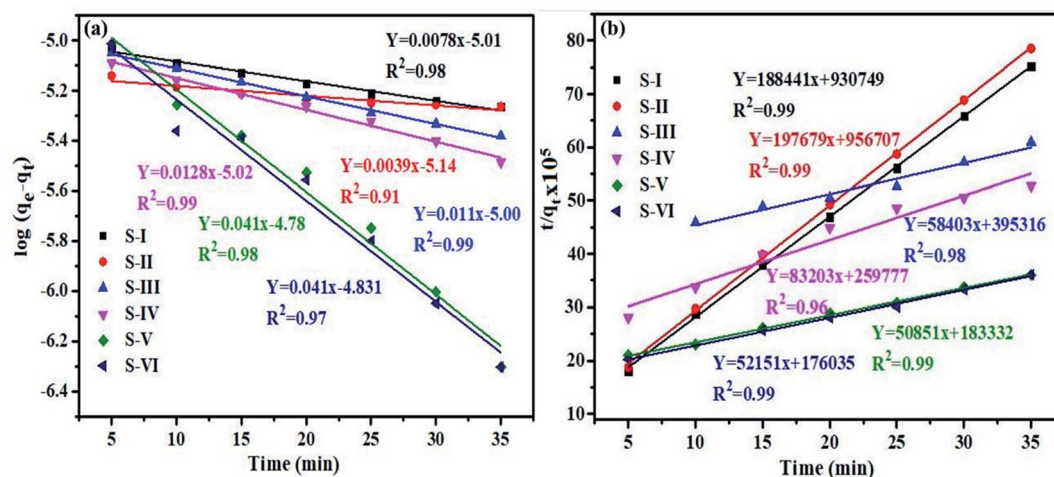 (a)
Y=0.0078x-5.01
R²=0.98
Y=0.0128x-5.02
R²=0.99
Y=0.0039x-5.14
R²=0.91
Y=0.041x-4.78
R²=0.98
Y=0.011x-5.00
R²=0.99
Y=0.041x-4.831
R²=0.97
S-I
S-II
S-III
S-IV
S-V
S-VI
log (qₑ-qₜ)
-5.0
-5.2
-5.4
-5.6
-5.8
-6.0
-6.2
-6.4
5 10 15 20 25 30 35
Time (min)
(b)
S-I
S-II
S-III
S-IV
S-V
S-VI
Y=188441x+930749
R²=0.99
Y=197679x+956707
R²=0.99
Y=58403x+395316
R²=0.98
Y=83203x+259777
R²=0.96
Y=50851x+183332
R²=0.99
Y=52151x+176035
R²=0.99
t/qₜ x10⁵
80
70
60
50
40
30
20
10
5 10 15 20 25 30 35
Time (min)